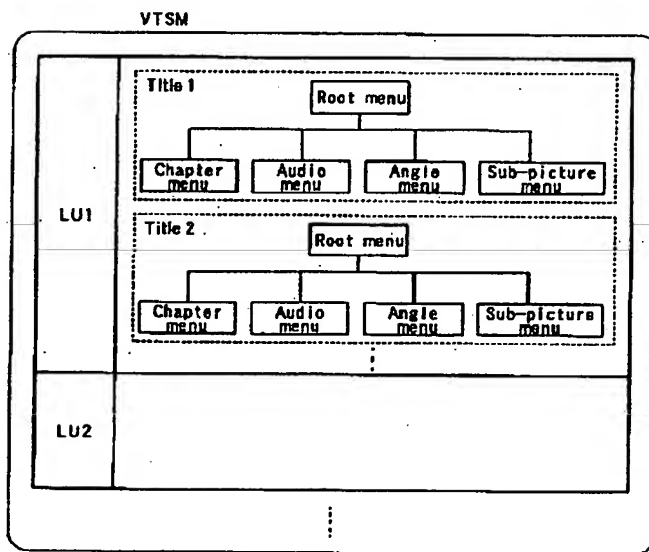 VTSM
LU1
Title 1
Root menu
Chapter menu
Audio menu
Angle menu
Sub-picture menu
Title 2
Root menu
Chapter menu
Audio menu
Angle menu
Sub-picture menu
LU2